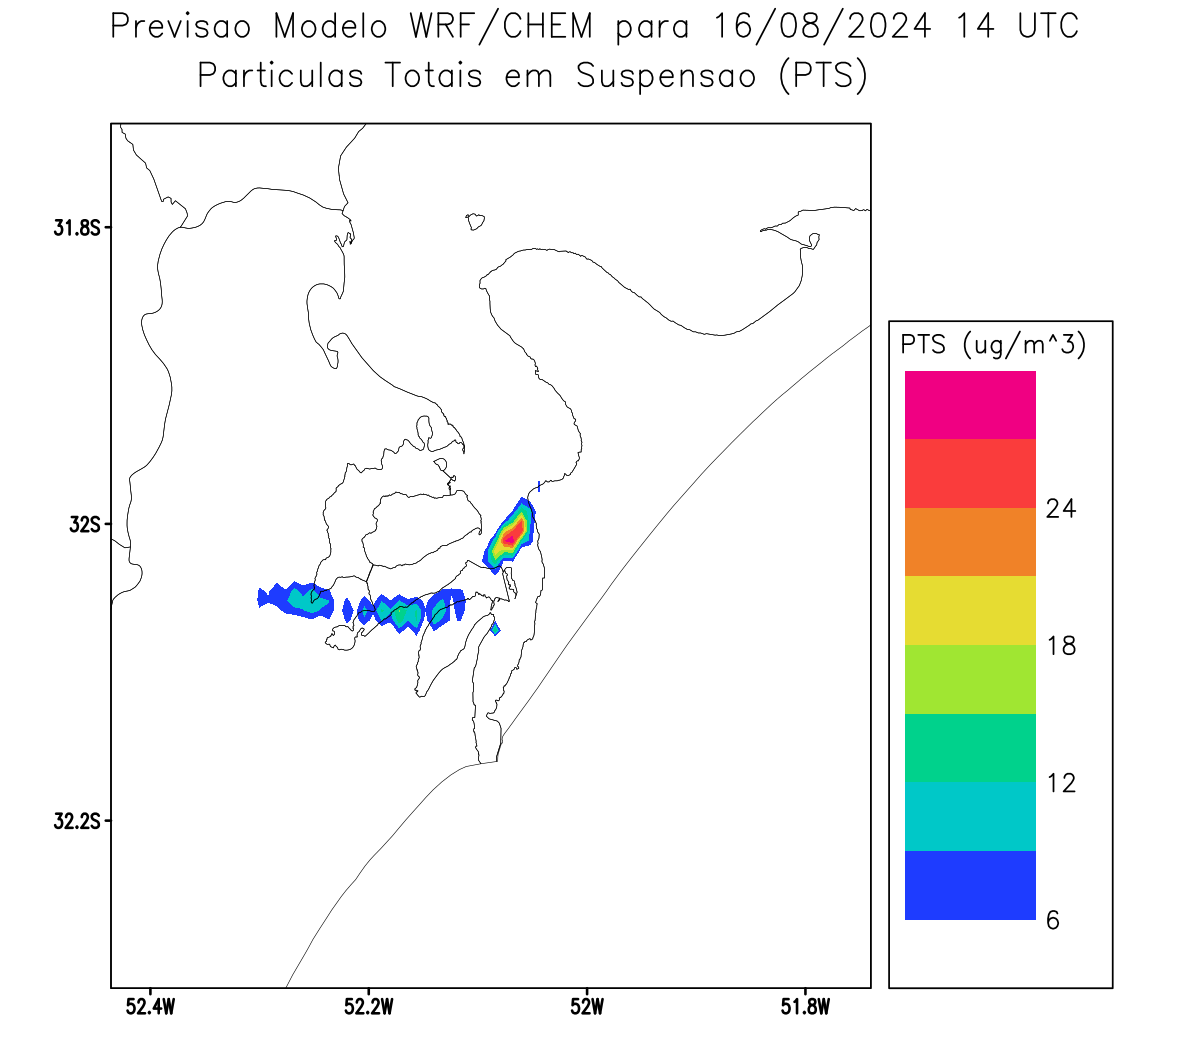 Previsao Modelo WRF/CHEM para 16/08/2024 14 UTC
Particulas Totais em Suspensao (PTS)
31.8S
32S
32.2S
52.4W
52.2W
52W
51.8W
PTS (ug/m^3)
24
18
12
6